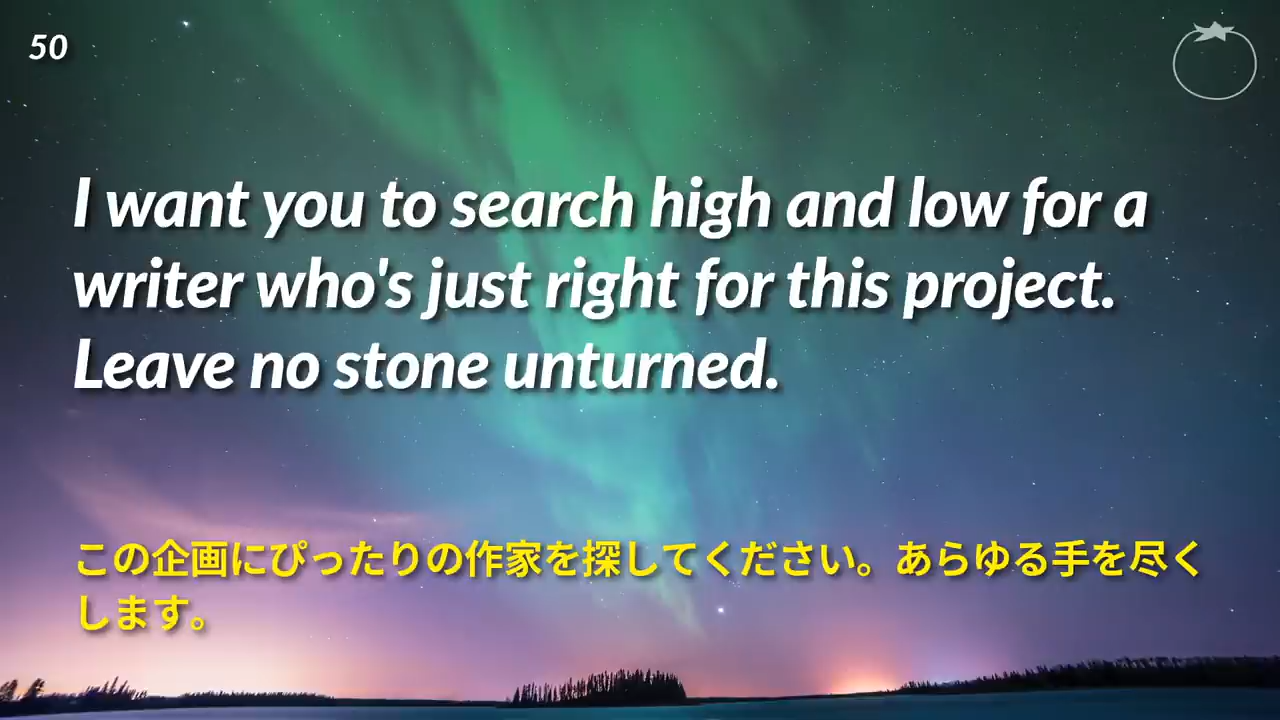 50
I want you to search high and low for a
writer who's just right for this project.
Leave no stone unturned.
この企画にぴったりの作家を探してください。あらゆる手を尽く
します。